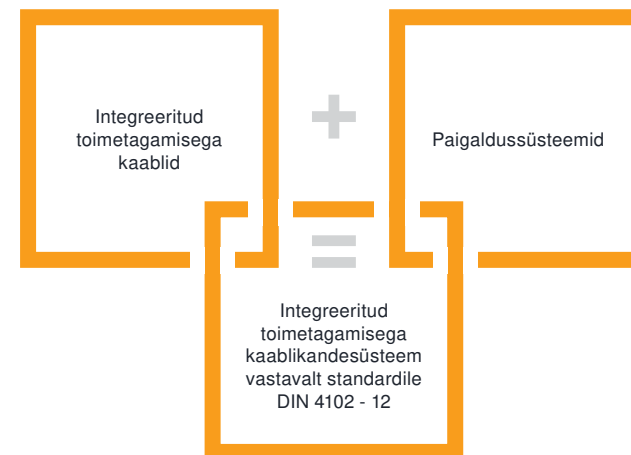 Integreeritud
toimetagamisega
kaablid
+
Paigaldussüsteemid
=
Integreeritud
toimetagamisega
kaablikandesüsteem
vastavalt standardile
DIN 4102 - 12